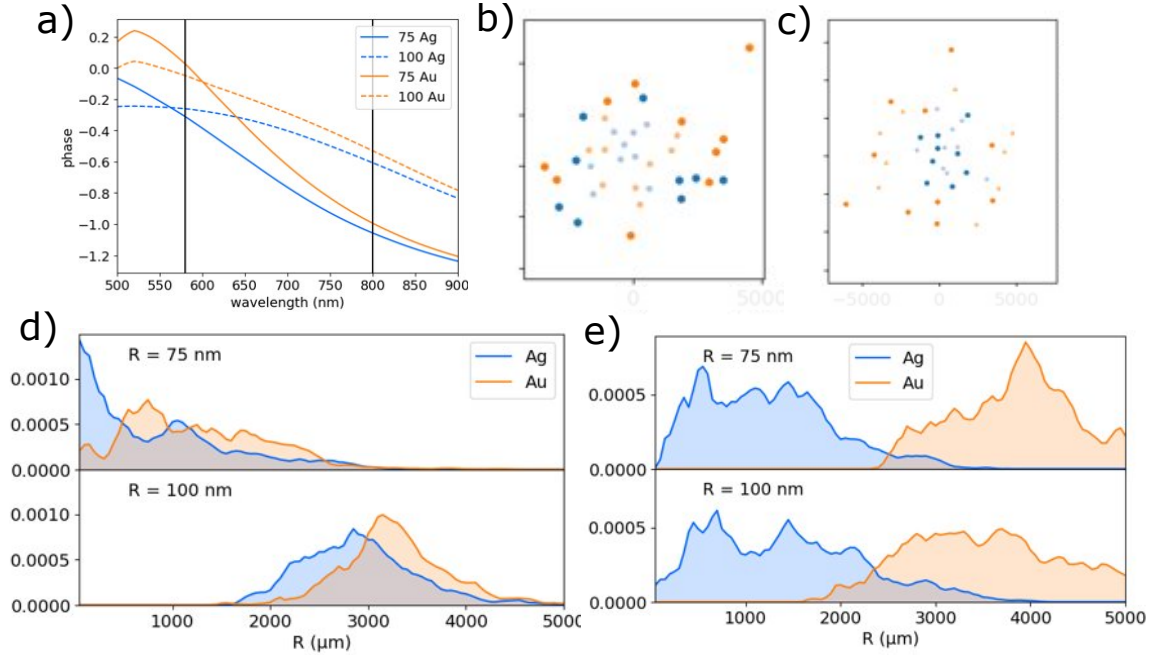 a)
0.2
0.0
−0.2
−0.4
−0.6
−0.8
−1.0
−1.2
phase
75 Ag
100 Ag
75 Au
100 Au
500 550 600 650 700 750 800 850 900
wavelength (nm)
b)
0 5000
c)
−5000 0 5000
d)
R = 75 nm
Ag
Au
0.0010
0.0005
0.0000
R = 100 nm
0.0010
0.0005
0.0000
1000 2000 3000 4000 5000
R (μm)
e)
R = 75 nm
Ag
Au
0.0005
0.0000
R = 100 nm
0.0005
0.0000
1000 2000 3000 4000 5000
R (μm)